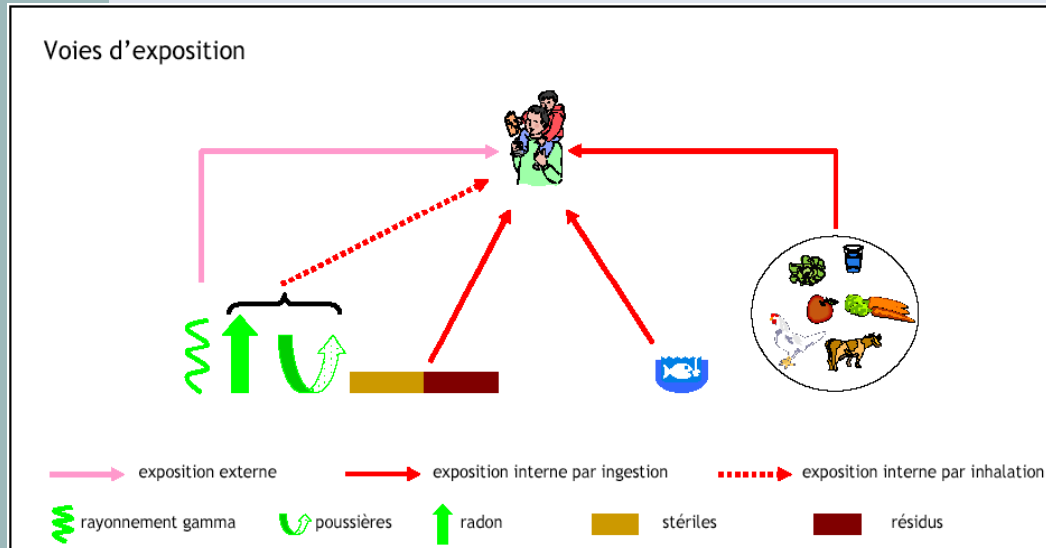 Voies d'exposition
exposition externe
exposition interne par ingestion
exposition interne par inhalation
rayonnement gamma
poussières
radon
stériles
résidus